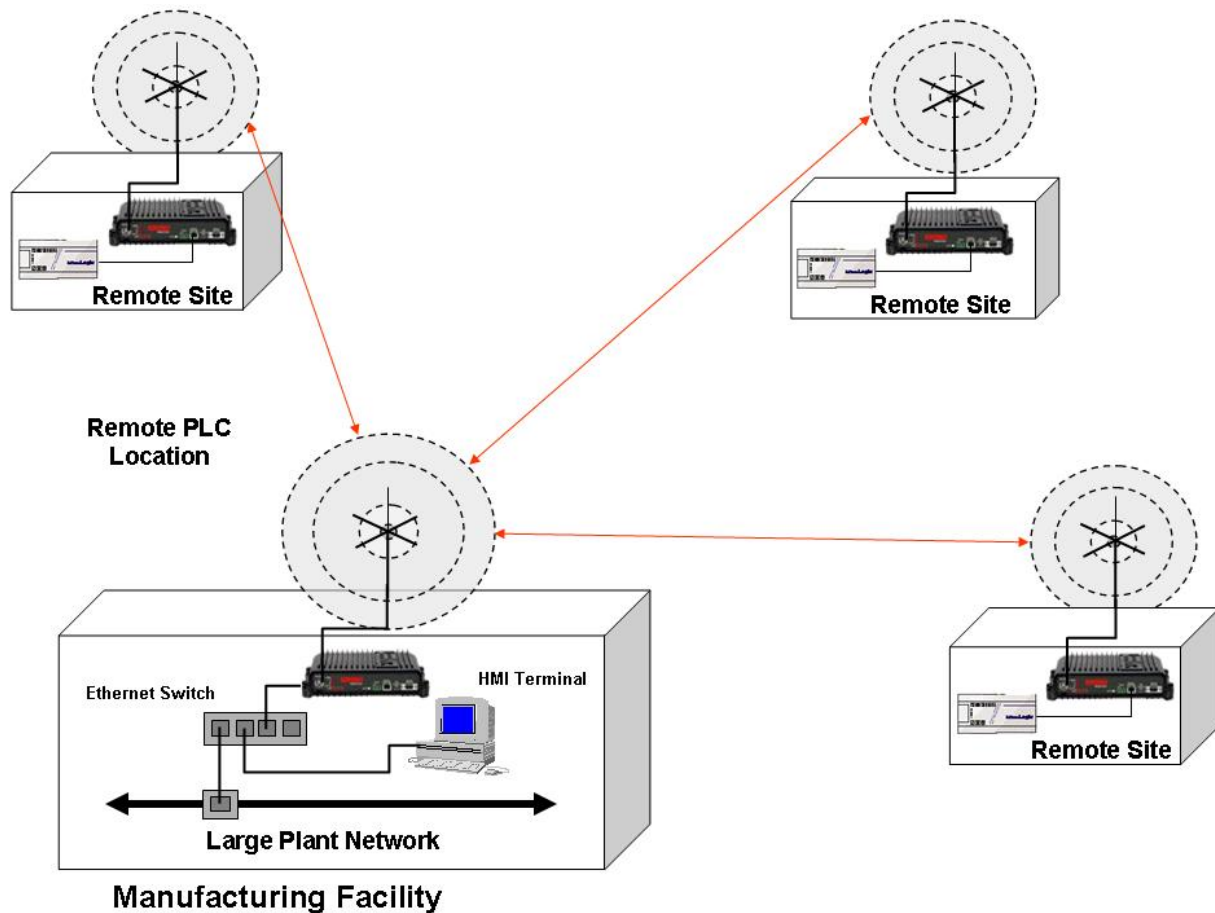 Remote Site
Remote Site
Remote PLC
Location
Ethernet Switch
HMI Terminal
Remote Site
Large Plant Network
Manufacturing Facility